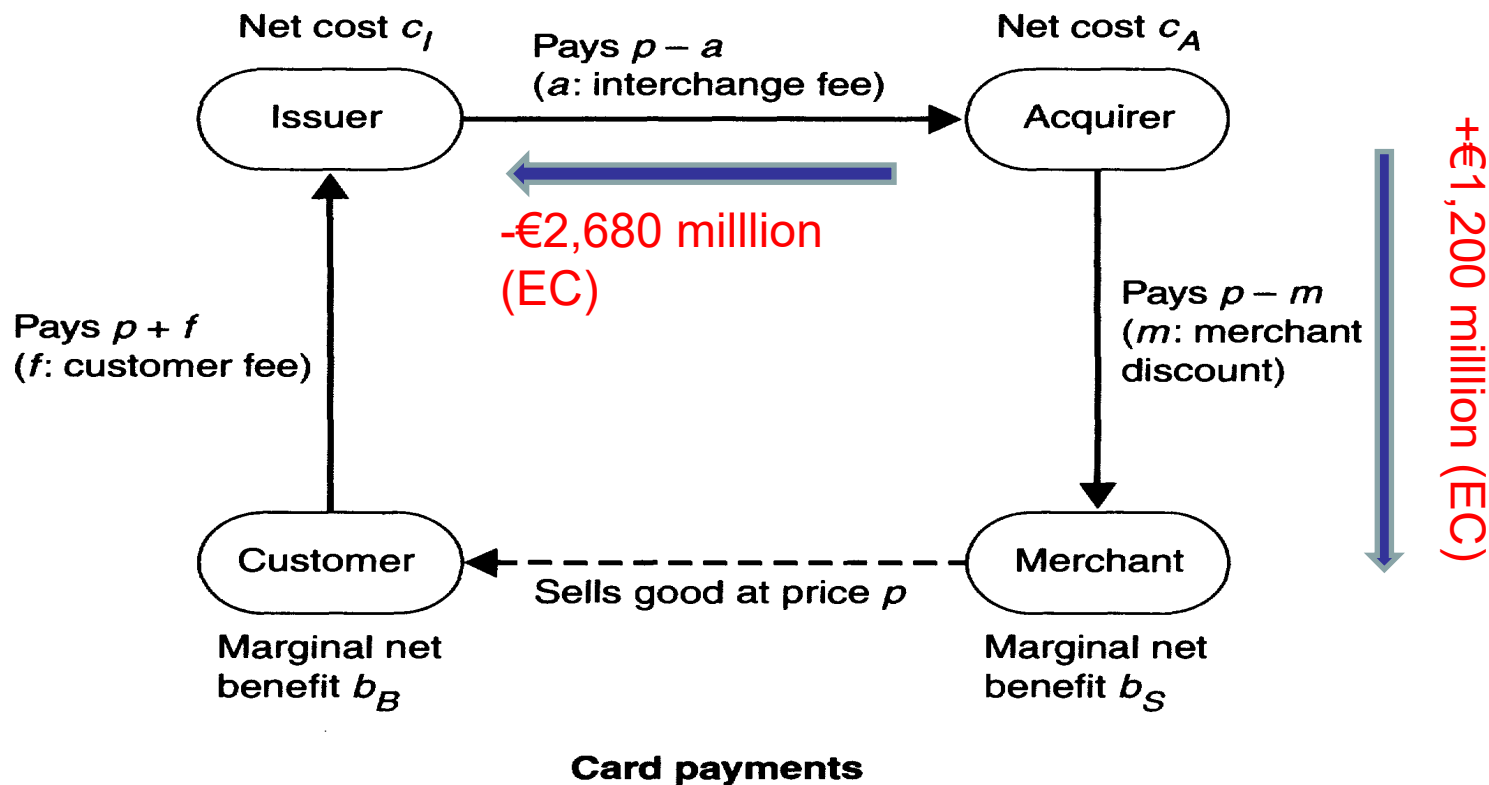 Net cost c_I
Pays p – a
(a: interchange fee)
Net cost c_A
Issuer
Acquirer
-€2,680 milllion
(EC)
+€1,200 milllion (EC)
Pays p + f
(f: customer fee)
Pays p – m
(m: merchant
discount)
Customer
Merchant
Sells good at price p
Marginal net
benefit b_B
Marginal net
benefit b_S
Card payments